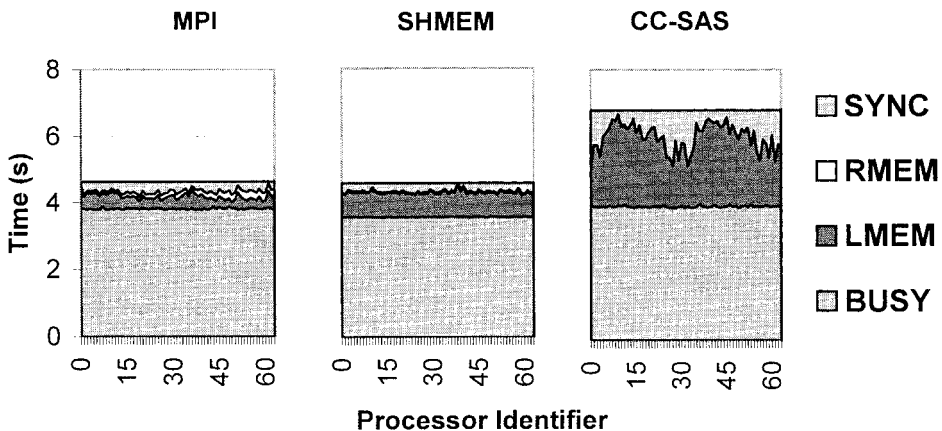 MPI
SHMEM
CC-SAS
8
6
4
2
0
Time (s)
0 15 30 45 60
0 15 30 45 60
0 15 30 45 60
Processor Identifier
SYNC
RMEM
LMEM
BUSY